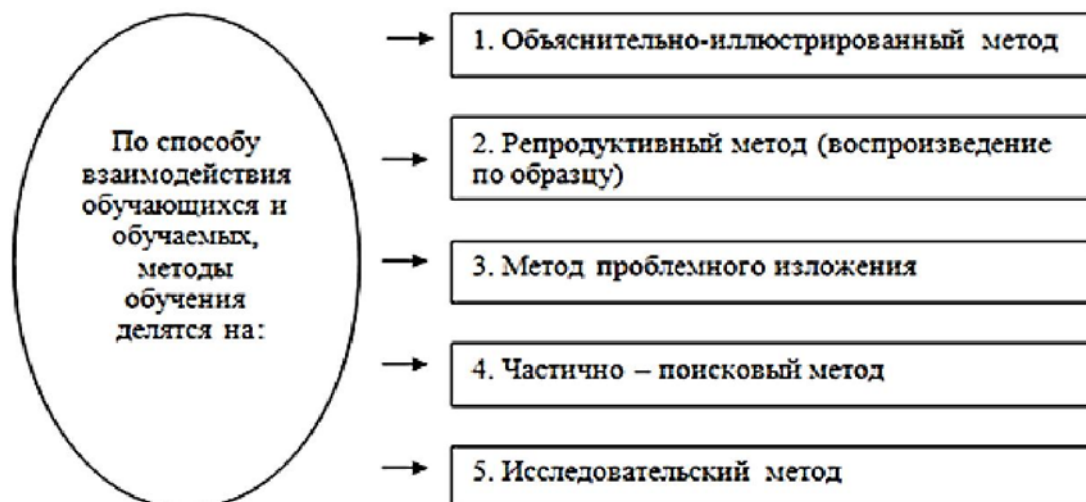 По способу
взаимодействия
обучающихся и
обучаемых,
методы
обучения
делятся на:
1. Объяснительно-иллюстрированный метод
2. Репродуктивный метод (воспроизведение
по образцу)
3. Метод проблемного изложения
4. Частично – поисковый метод
5. Исследовательский метод